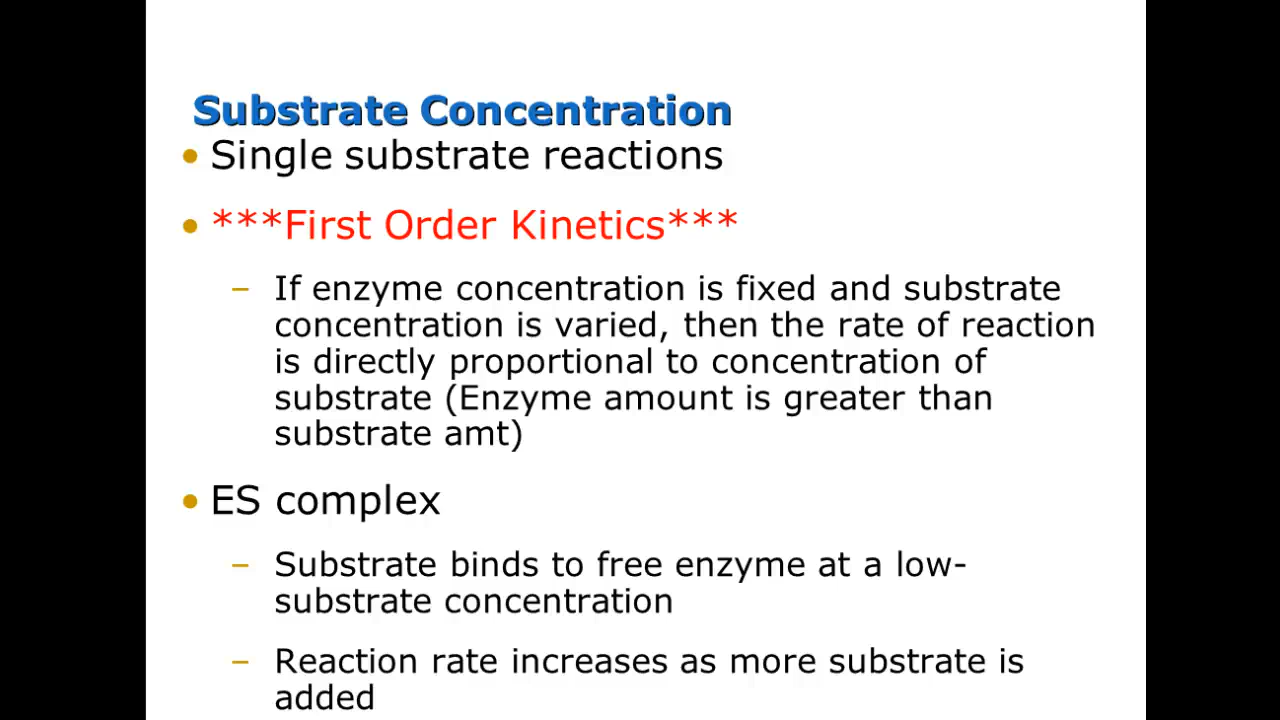 Substrate Concentration
• Single substrate reactions
• ***First Order Kinetics***
– If enzyme concentration is fixed and substrate
concentration is varied, then the rate of reaction
is directly proportional to concentration of
substrate (Enzyme amount is greater than
substrate amt)
• ES complex
– Substrate binds to free enzyme at a low-
substrate concentration
– Reaction rate increases as more substrate is
added